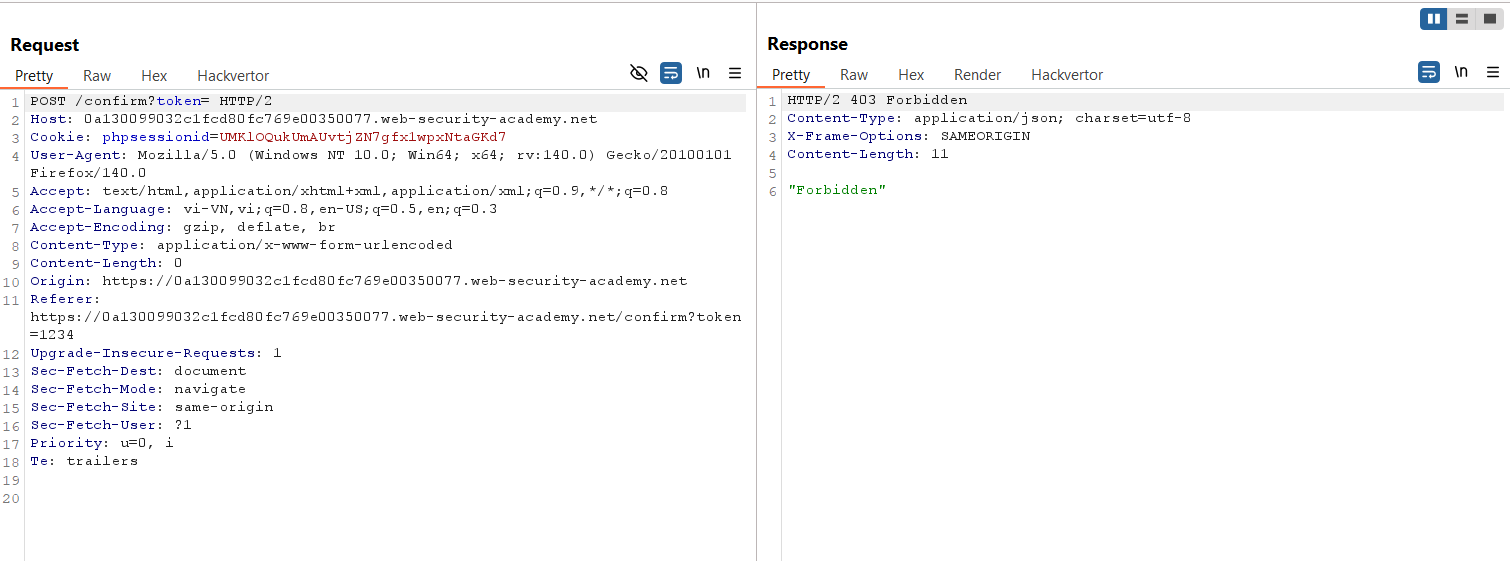 Request
Pretty Raw Hex Hackvertor \n
1 POST /confirm?token= HTTP/2
2 Host: 0a130099032c1fcd80fc769e00350077.web-security-academy.net
3 Cookie: phpsessionid=UMKlOQukUmAUvtjZN7gfxlwpxNtaGKd7
4 User-Agent: Mozilla/5.0 (Windows NT 10.0; Win64; x64; rv:140.0) Gecko/20100101
Firefox/140.0
5 Accept: text/html,application/xhtml+xml,application/xml;q=0.9,*/*;q=0.8
6 Accept-Language: vi-VN,vi;q=0.8,en-US;q=0.5,en;q=0.3
7 Accept-Encoding: gzip, deflate, br
8 Content-Type: application/x-www-form-urlencoded
9 Content-Length: 0
10 Origin: https://0a130099032c1fcd80fc769e00350077.web-security-academy.net
11 Referer:
https://0a130099032c1fcd80fc769e00350077.web-security-academy.net/confirm?token
=1234
12 Upgrade-Insecure-Requests: 1
13 Sec-Fetch-Dest: document
14 Sec-Fetch-Mode: navigate
15 Sec-Fetch-Site: same-origin
16 Sec-Fetch-User: ?1
17 Priority: u=0, i
18 Te: trailers
19
20
Response
Pretty Raw Hex Render Hackvertor \n
1 HTTP/2 403 Forbidden
2 Content-Type: application/json; charset=utf-8
3 X-Frame-Options: SAMEORIGIN
4 Content-Length: 11
5
6 "Forbidden"